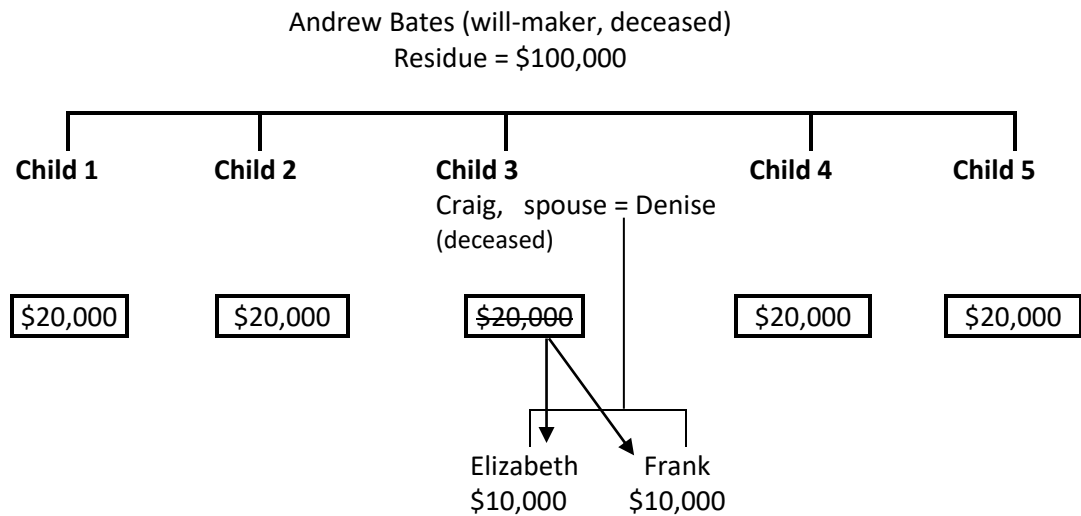 Andrew Bates (will-maker, deceased)
Residue = $100,000
Child 1 Child 2 Child 3 Child 4 Child 5
Craig, spouse = Denise
(deceased)
$20,000 $20,000 $20,000 $20,000 $20,000
Elizabeth Frank
$10,000 $10,000